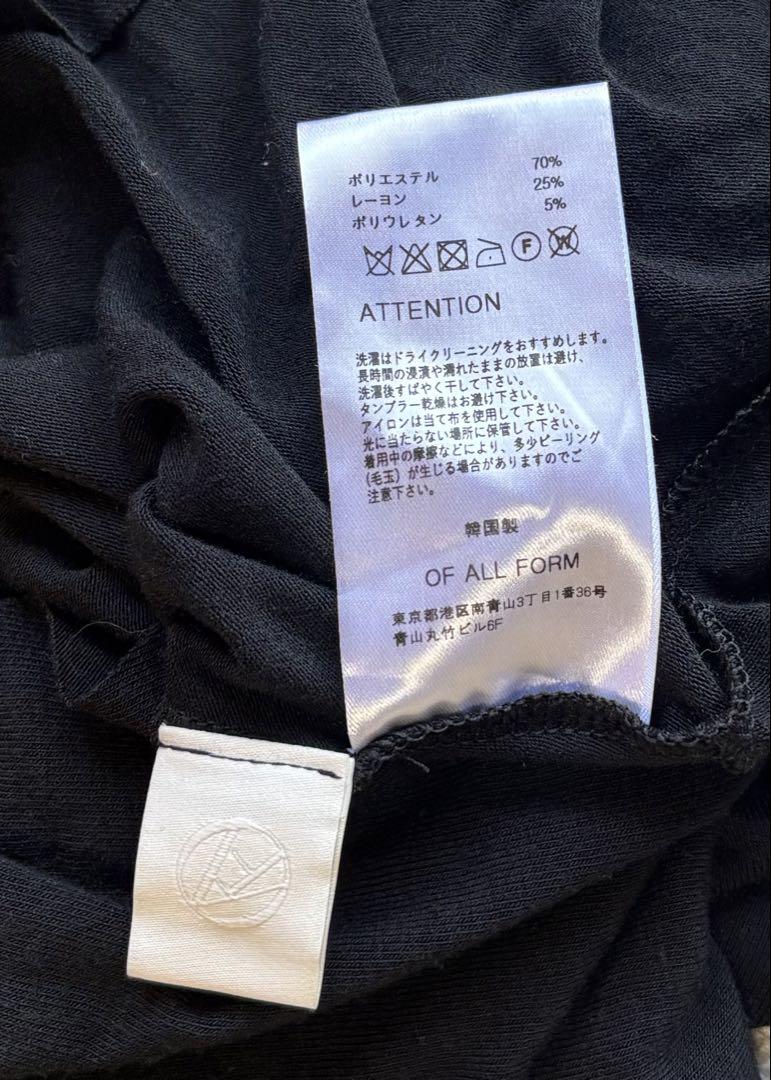 ポリエステル 70%
レーヨン 25%
ポリウレタン 5%
F W
ATTENTION
洗濯はドライクリーニングをおすすめします。
長時間の浸漬や濡れたままの放置は避け、
洗濯後すばやく干して下さい。
タンブラー乾燥はお避け下さい。
アイロンは当て布を使用して下さい。
光に当たらない場所に保管して下さい。
着用中の摩擦などにより、多少ピーリング
(毛玉)が生じる場合がありますのでご
注意下さい。
韓国製
OF ALL FORM
東京都港区南青山3丁目1番36号
青山丸竹ビル6F